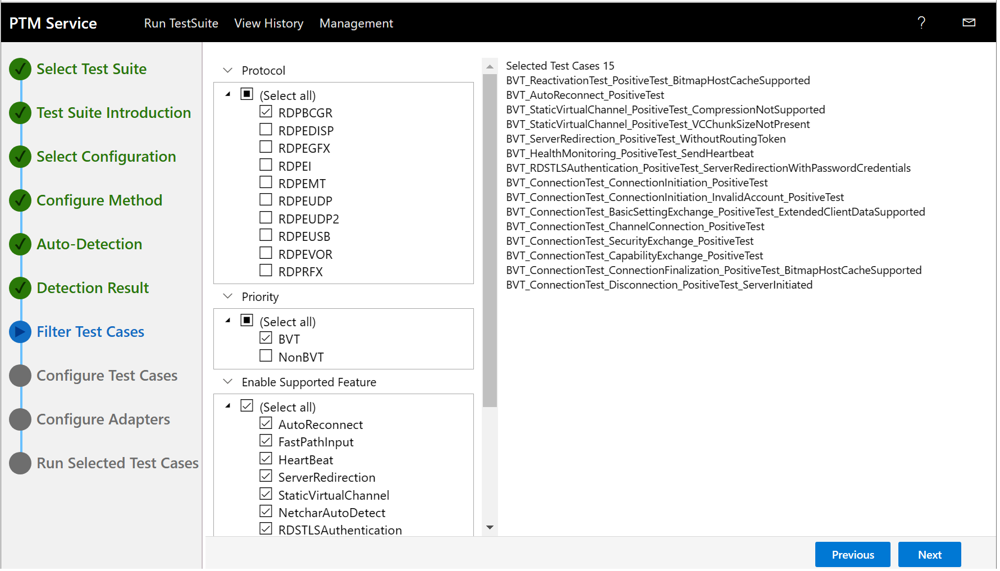 PTM Service Run TestSuite View History Management ?
Select Test Suite
Test Suite Introduction
Select Configuration
Configure Method
Auto-Detection
Detection Result
Filter Test Cases
Configure Test Cases
Configure Adapters
Run Selected Test Cases
Protocol
(Select all)
RDPBCGR
RDPEDISP
RDPEGFX
RDPEI
RDPEMT
RDPEUDP
RDPEUDP2
RDPEUSB
RDPEVOR
RDPRFX
Priority
(Select all)
BVT
NonBVT
Enable Supported Feature
(Select all)
AutoReconnect
FastPathInput
HeartBeat
ServerRedirection
StaticVirtualChannel
NetcharAutoDetect
RDSTLSAuthentication
Selected Test Cases 15
BVT_ReactivationTest_PositiveTest_BitmapHostCacheSupported
BVT_AutoReconnect_PositiveTest
BVT_StaticVirtualChannel_PositiveTest_CompressionNotSupported
BVT_StaticVirtualChannel_PositiveTest_VCChunkSizeNotPresent
BVT_ServerRedirection_PositiveTest_WithoutRoutingToken
BVT_HealthMonitoring_PositiveTest_SendHeartbeat
BVT_RDSTLSAuthentication_PositiveTest_ServerRedirectionWithPasswordCredentials
BVT_ConnectionTest_ConnectionInitiation_PositiveTest
BVT_ConnectionTest_ConnectionInitiation_InvalidAccount_PositiveTest
BVT_ConnectionTest_BasicSettingExchange_PositiveTest_ExtendedClientDataSupported
BVT_ConnectionTest_ChannelConnection_PositiveTest
BVT_ConnectionTest_SecurityExchange_PositiveTest
BVT_ConnectionTest_CapabilityExchange_PositiveTest
BVT_ConnectionTest_ConnectionFinalization_PositiveTest_BitmapHostCacheSupported
BVT_ConnectionTest_Disconnection_PositiveTest_ServerInitiated
Previous Next